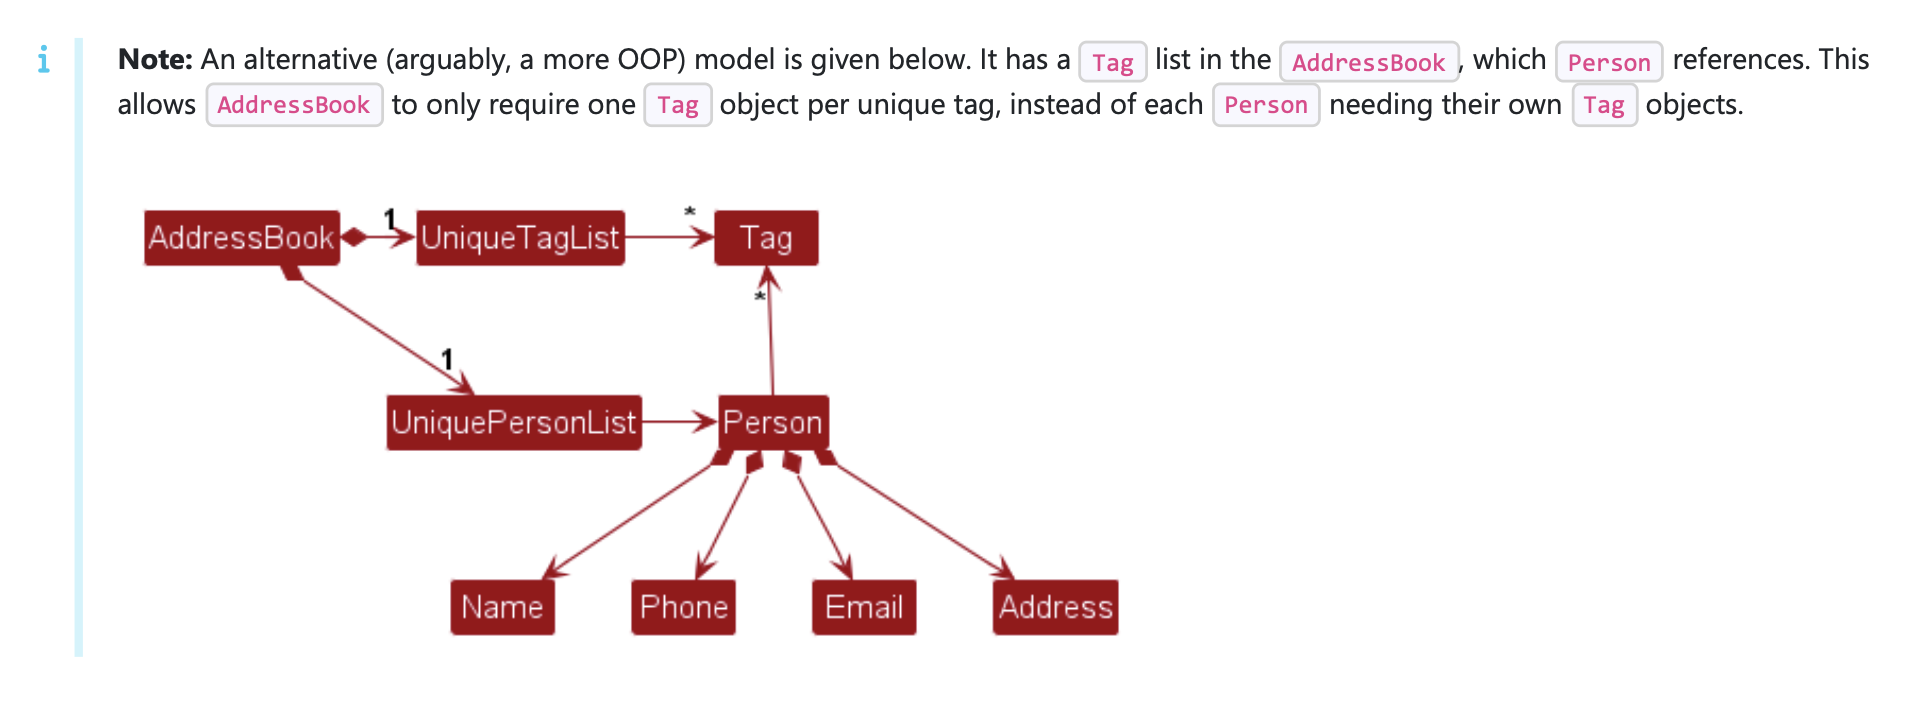 Note: An alternative (arguably, a more OOP) model is given below. It has a Tag list in the AddressBook, which Person references. This
allows AddressBook to only require one Tag object per unique tag, instead of each Person needing their own Tag objects.
AddressBook 1 UniqueTagList * Tag
*
1
UniquePersonList Person
Name Phone Email Address